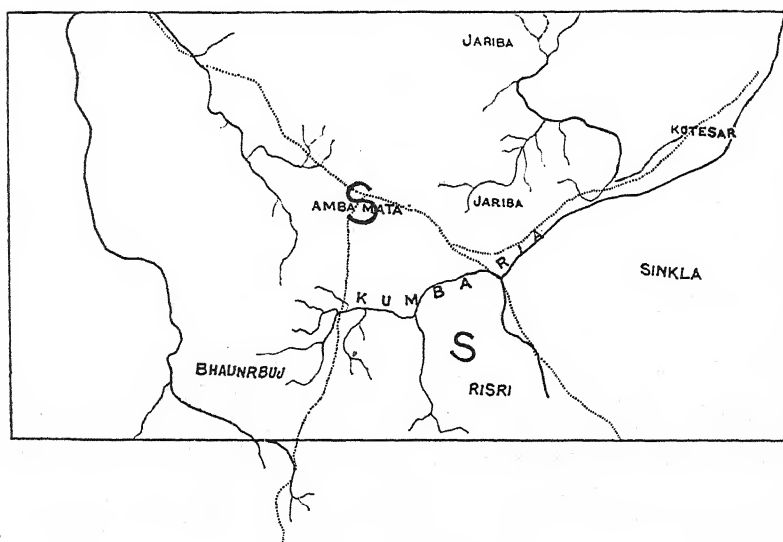 JARIBA
KOTESAR
S
AMBA MATA
JARIBA
KUMBARIA
SINKLA
S
BHAUNRBUJ
RISRI